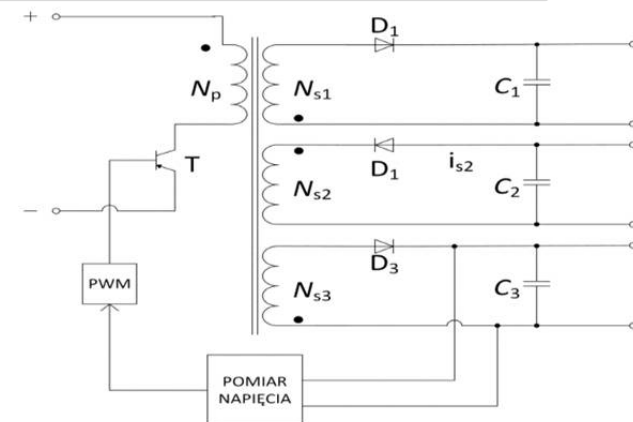 +
D1
Np
Ns1
C1
T
D1
is2
Ns2
C2
−
D3
PWM
Ns3
C3
POMIAR
NAPIĘCIA